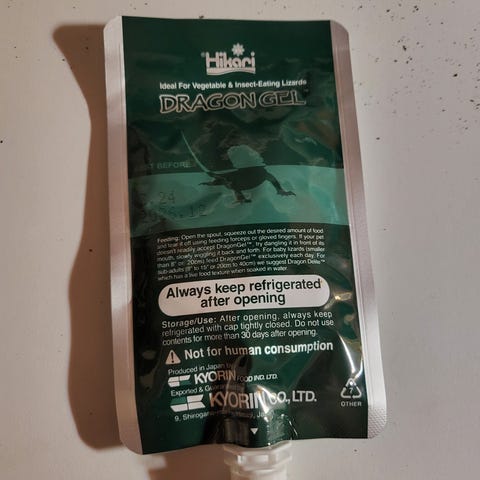 Hikari
Ideal For Vegetable & Insect-Eating Lizards
DRAGON GEL
BEFORE
24
Feeding: Open the spout, squeeze out the desired amount of food
and tear it off using feeding forceps or gloved fingers. If your pet
doesn't readily accept DragonGel™, try dangling it in front of its
mouth, slowly wiggling it back and forth. For baby lizards (smaller
than 8" or 20cm) feed DragonGel™ exclusively each day. For
sub-adults (8" to 15" or 20cm to 40cm) we suggest Dragon Delite™
which has a live food texture when soaked in water.
Always keep refrigerated
after opening
Storage/Use: After opening, always keep
refrigerated with cap tightly closed. Do not use
contents for more than 30 days after opening.
Not for human consumption
Produced in Japan by
KYORIN FOOD IND. LTD.
Exported &
KYORIN CO., LTD.
9, Japan
7
OTHER